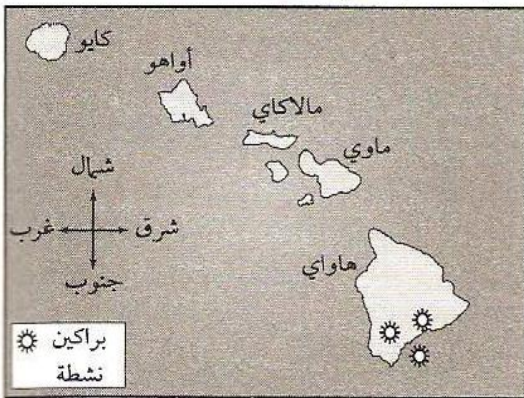 كايو
أواهو
مالاكاي
ماوي
هاواي
شمال
غرب
شرق
جنوب
براكين
نشطة